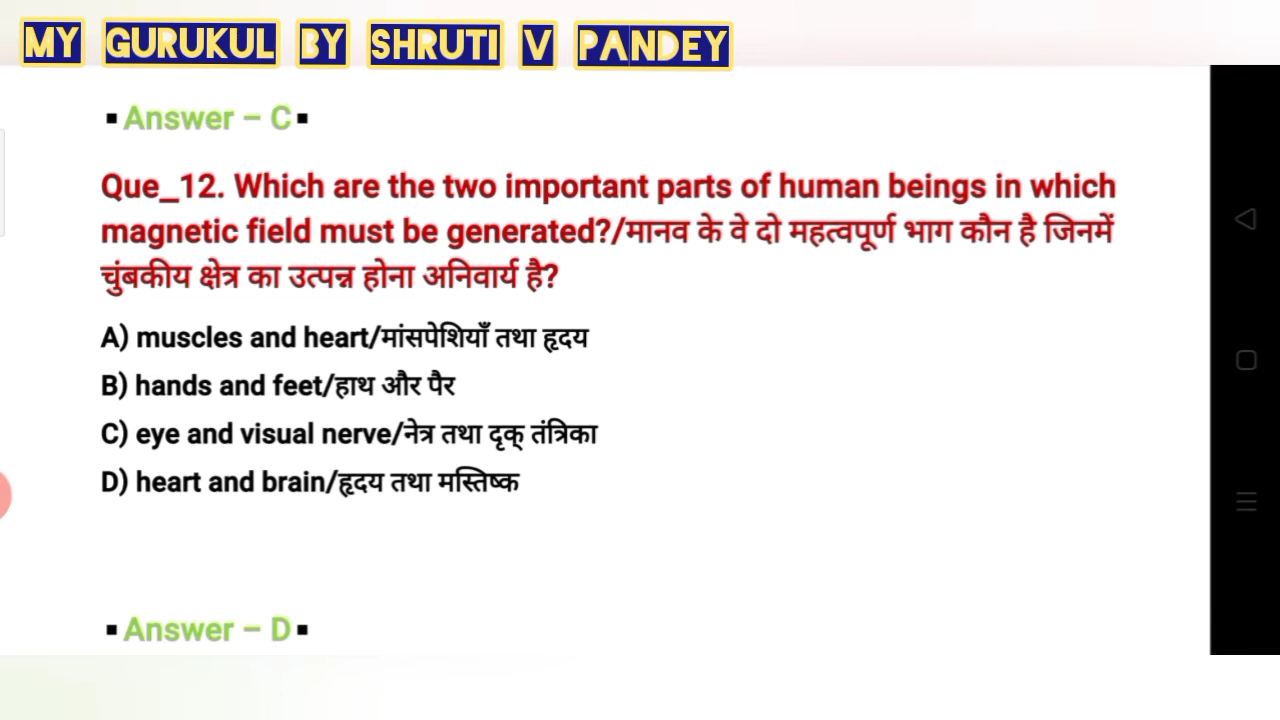 MY GURUKUL BY SHRUTI V PANDEY
▪Answer – C▪
Que_12. Which are the two important parts of human beings in which
magnetic field must be generated?/मानव के वे दो महत्वपूर्ण भाग कौन है जिनमें
चुंबकीय क्षेत्र का उत्पन्न होना अनिवार्य है?
A) muscles and heart/मांसपेशियाँ तथा हृदय
B) hands and feet/हाथ और पैर
C) eye and visual nerve/नेत्र तथा दृक् तंत्रिका
D) heart and brain/हृदय तथा मस्तिष्क
▪Answer – D▪